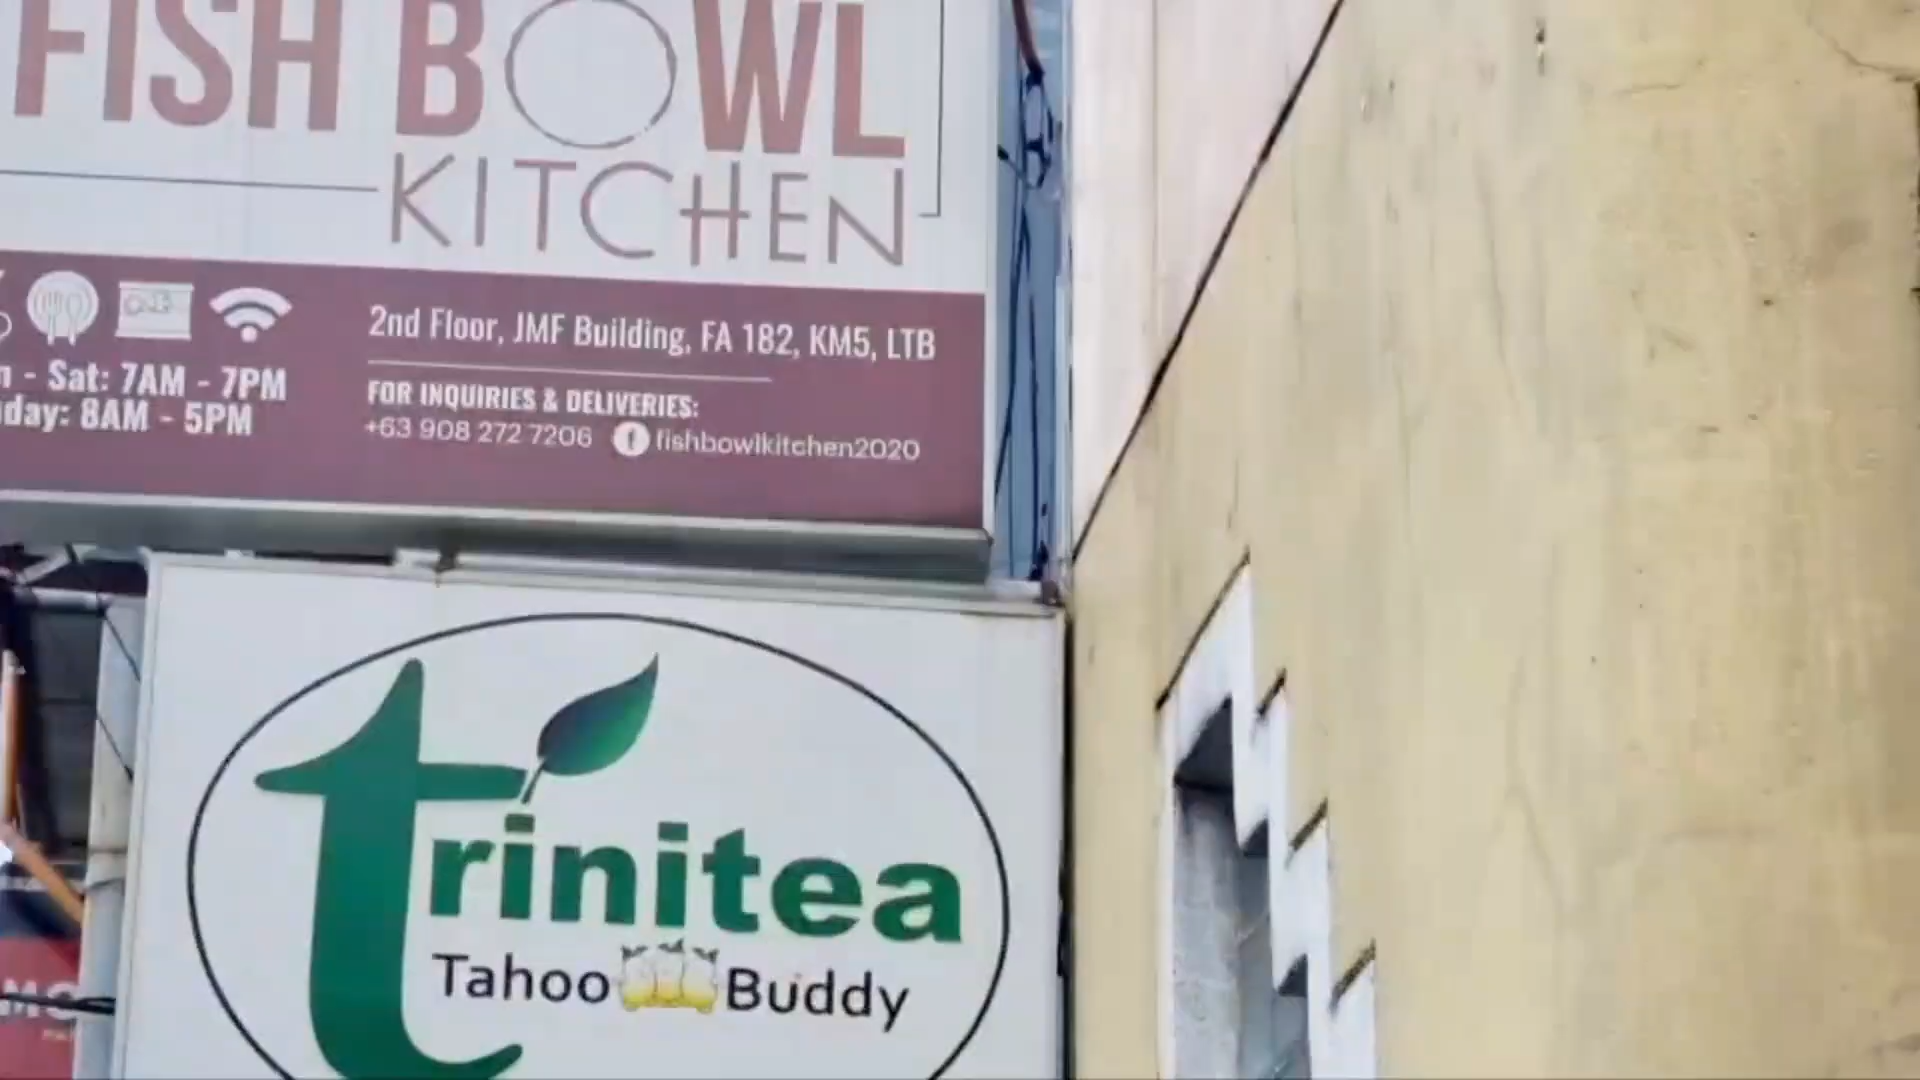 FISH BOWL
KITCHEN
2nd Floor, JMF Building, FA 182, KM5, LTB
Sat: 7AM - 7PM
8AM - 5PM
FOR INQUIRIES & DELIVERIES:
+63 908 272 7206 fishbowlkitchen2020
trinitea
Tahoo Buddy